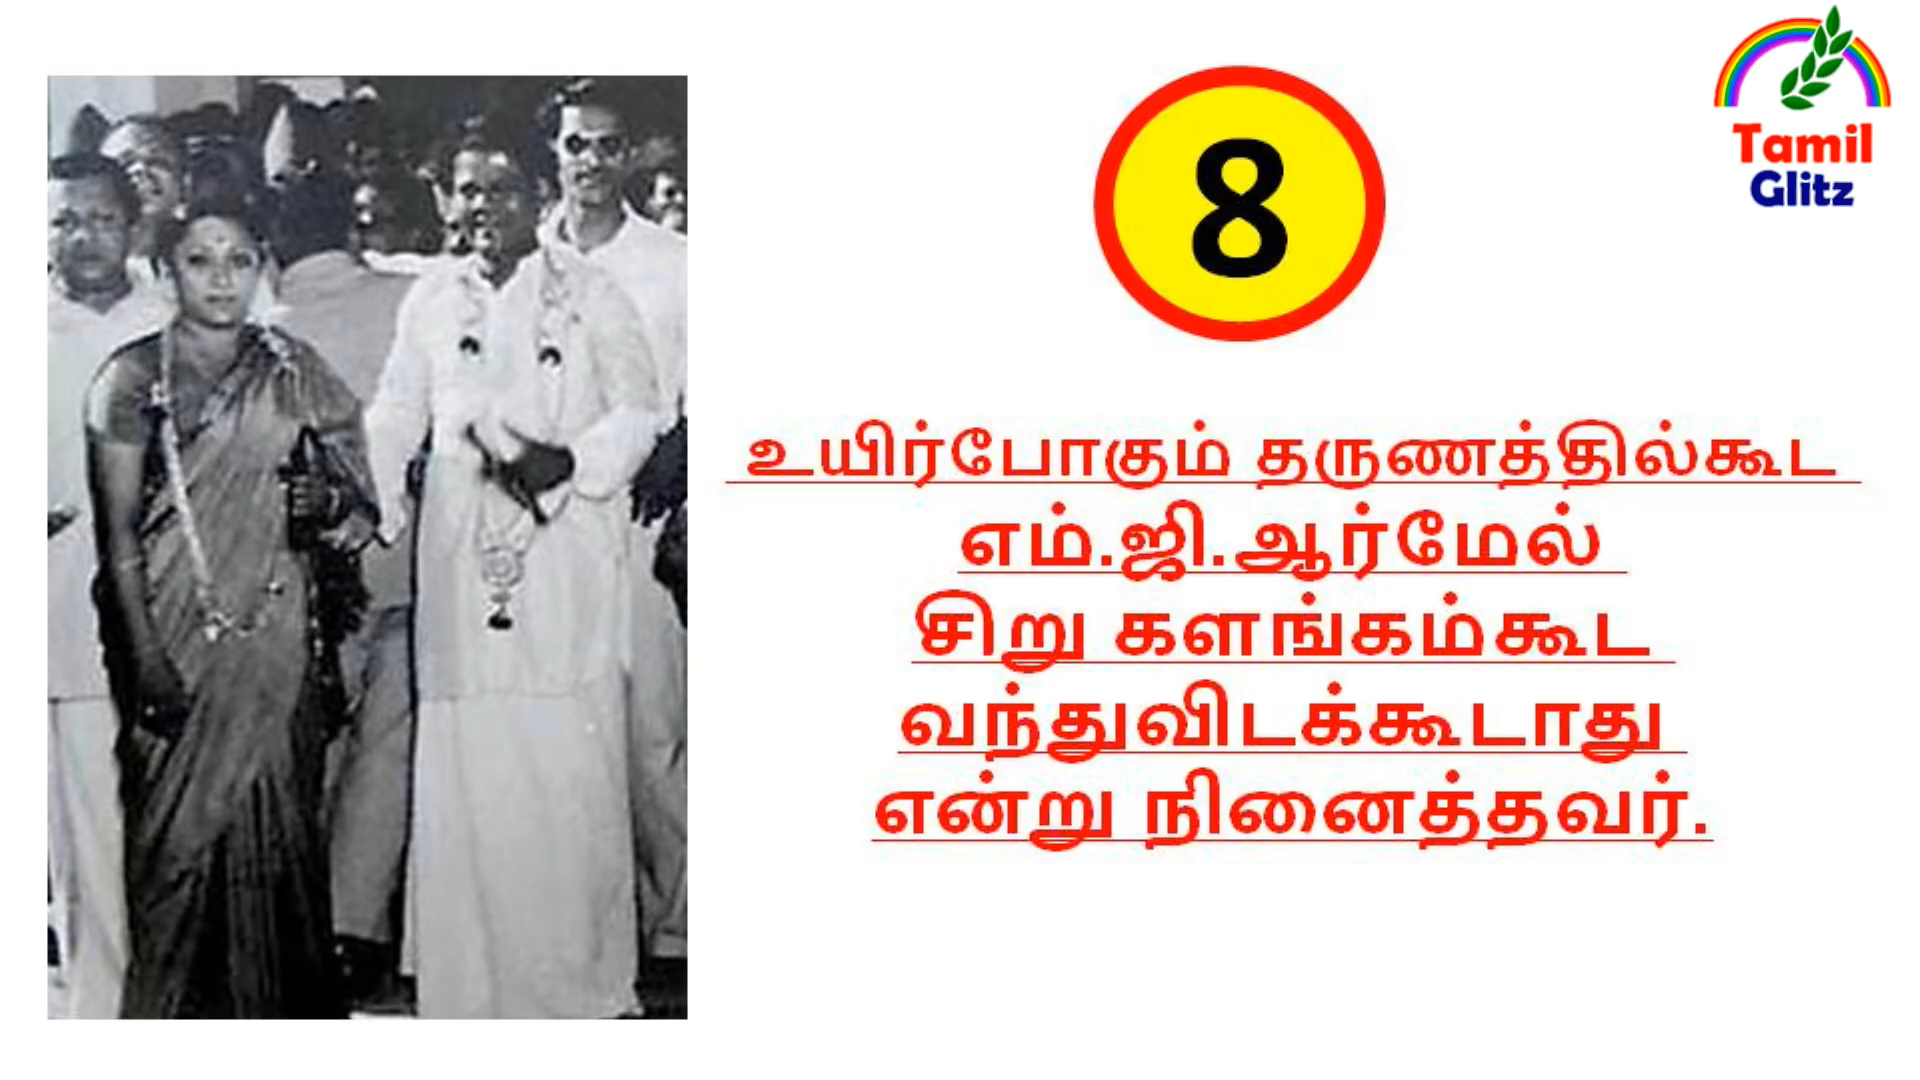 Tamil
Glitz
8
உயிர்போகும் தருணத்தில்கூட
எம்.ஜி.ஆர்மேல்
சிறு களங்கம்கூட
வந்துவிடக்கூடாது
என்று நினைத்தவர்.